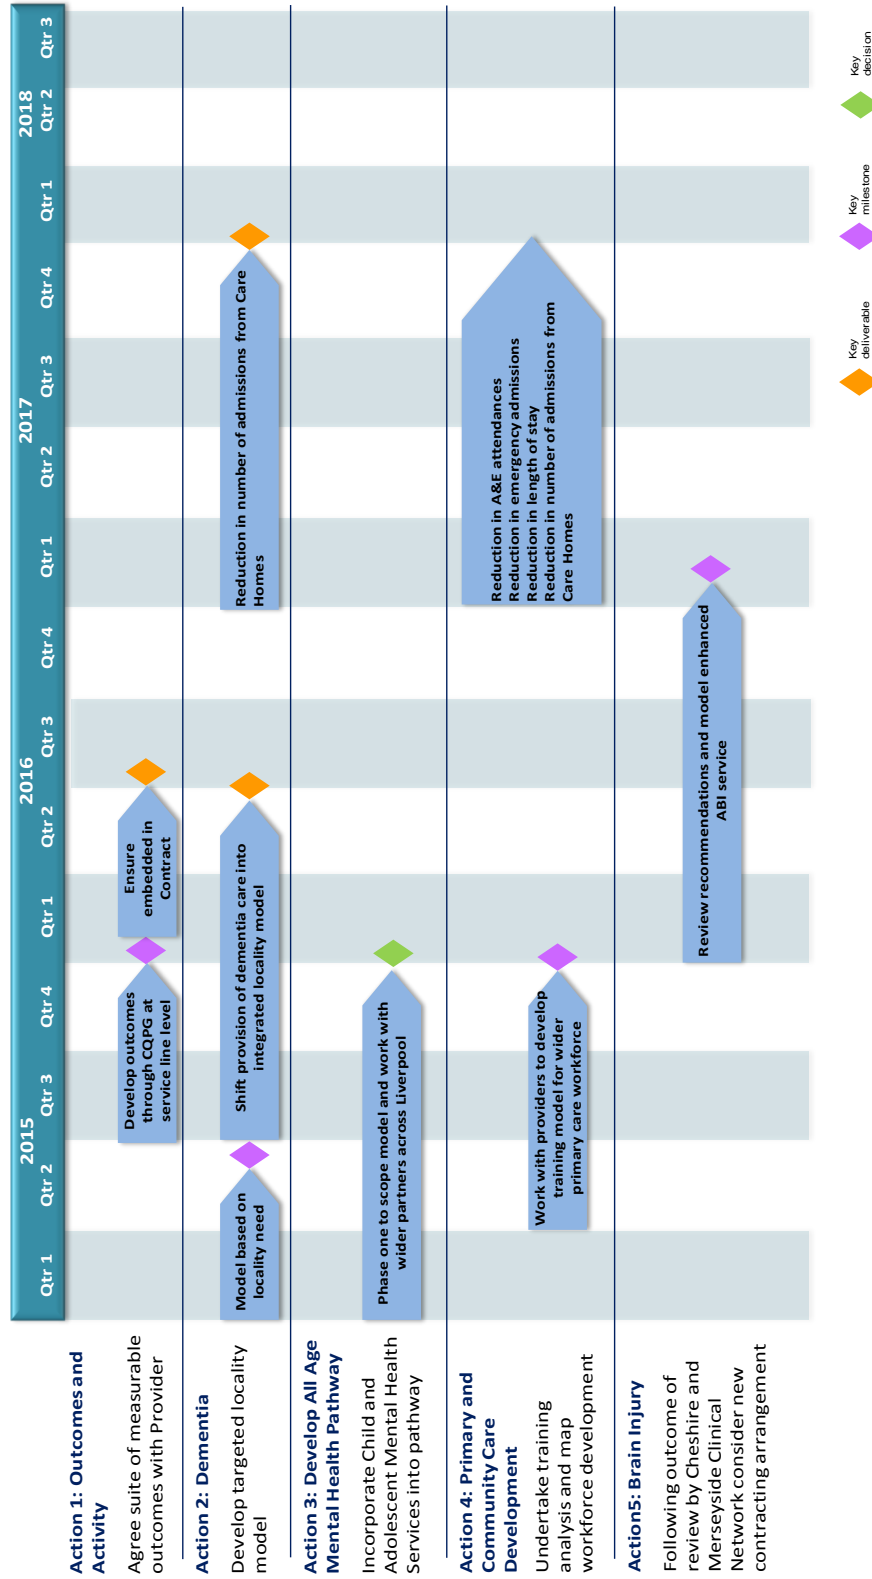 2015
2016
2017
2018
Qtr 1
Qtr 2
Qtr 3
Qtr 4
Qtr 1
Qtr 2
Qtr 3
Qtr 4
Qtr 1
Qtr 2
Qtr 3
Qtr 4
Qtr 1
Qtr 2
Qtr 3
Action 1: Outcomes and
Activity
Agree suite of measurable
outcomes with Provider
Develop outcomes
through CQPG at
service line level
Ensure
embedded in
Contract
Action 2: Dementia
Develop targeted locality
model
Model based on
locality need
Shift provision of dementia care into
integrated locality model
Reduction in number of admissions from Care
Homes
Action 3: Develop All Age
Mental Health Pathway
Incorporate Child and
Adolescent Mental Health
Services into pathway
Phase one to scope model and work with
wider partners across Liverpool
Action 4: Primary and
Community Care
Development
Undertake training
analysis and map
workforce development
Work with providers to develop
training model for wider
primary care workforce
Reduction in A&E attendances
Reduction in emergency admissions
Reduction in length of stay
Reduction in number of admissions from
Care Homes
Action5: Brain Injury
Following outcome of
review by Cheshire and
Merseyside Clinical
Network consider new
contracting arrangement
Review recommendations and model enhanced
ABI service
Key
deliverable
Key
milestone
Key
decision